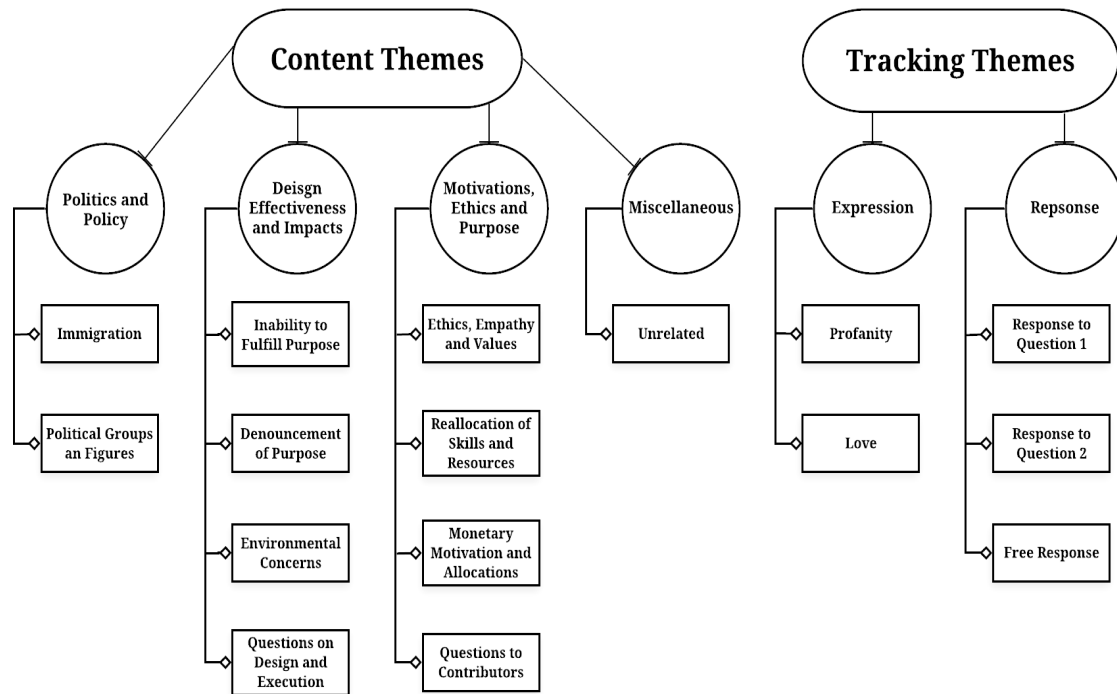 Content Themes
Tracking Themes
Politics and
Policy
Deisgn
Effectiveness
and Impacts
Motivations,
Ethics and
Purpose
Miscellaneous
Expression
Repsonse
Immigration
Political Groups
an Figures
Inability to
Fulfill Purpose
Denouncement
of Purpose
Environmental
Concerns
Questions on
Design and
Execution
Ethics, Empathy
and Values
Reallocation of
Skills and
Resources
Monetary
Motivation and
Allocations
Questions to
Contributors
Unrelated
Profanity
Love
Response to
Question 1
Response to
Question 2
Free Response